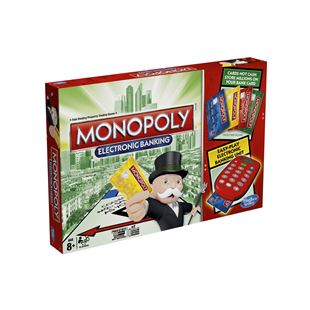 MONOPOLY
ELECTRONIC BANKING
CARDS NOT CASH
STORE MILLIONS ON
YOUR BANK CARD!
EASY-PLAY
ELECTRONIC
BANKING UNIT
AGE
8+
Hasbro
Gaming